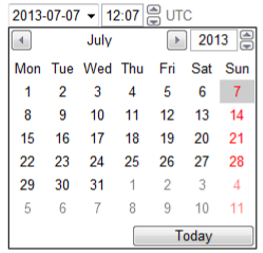 2013-07-07 12:07 UTC
July 2013
Mon Tue Wed Thu Fri Sat Sun
1 2 3 4 5 6 7
8 9 10 11 12 13 14
15 16 17 18 19 20 21
22 23 24 25 26 27 28
29 30 31 1 2 3 4
5 6 7 8 9 10 11
Today